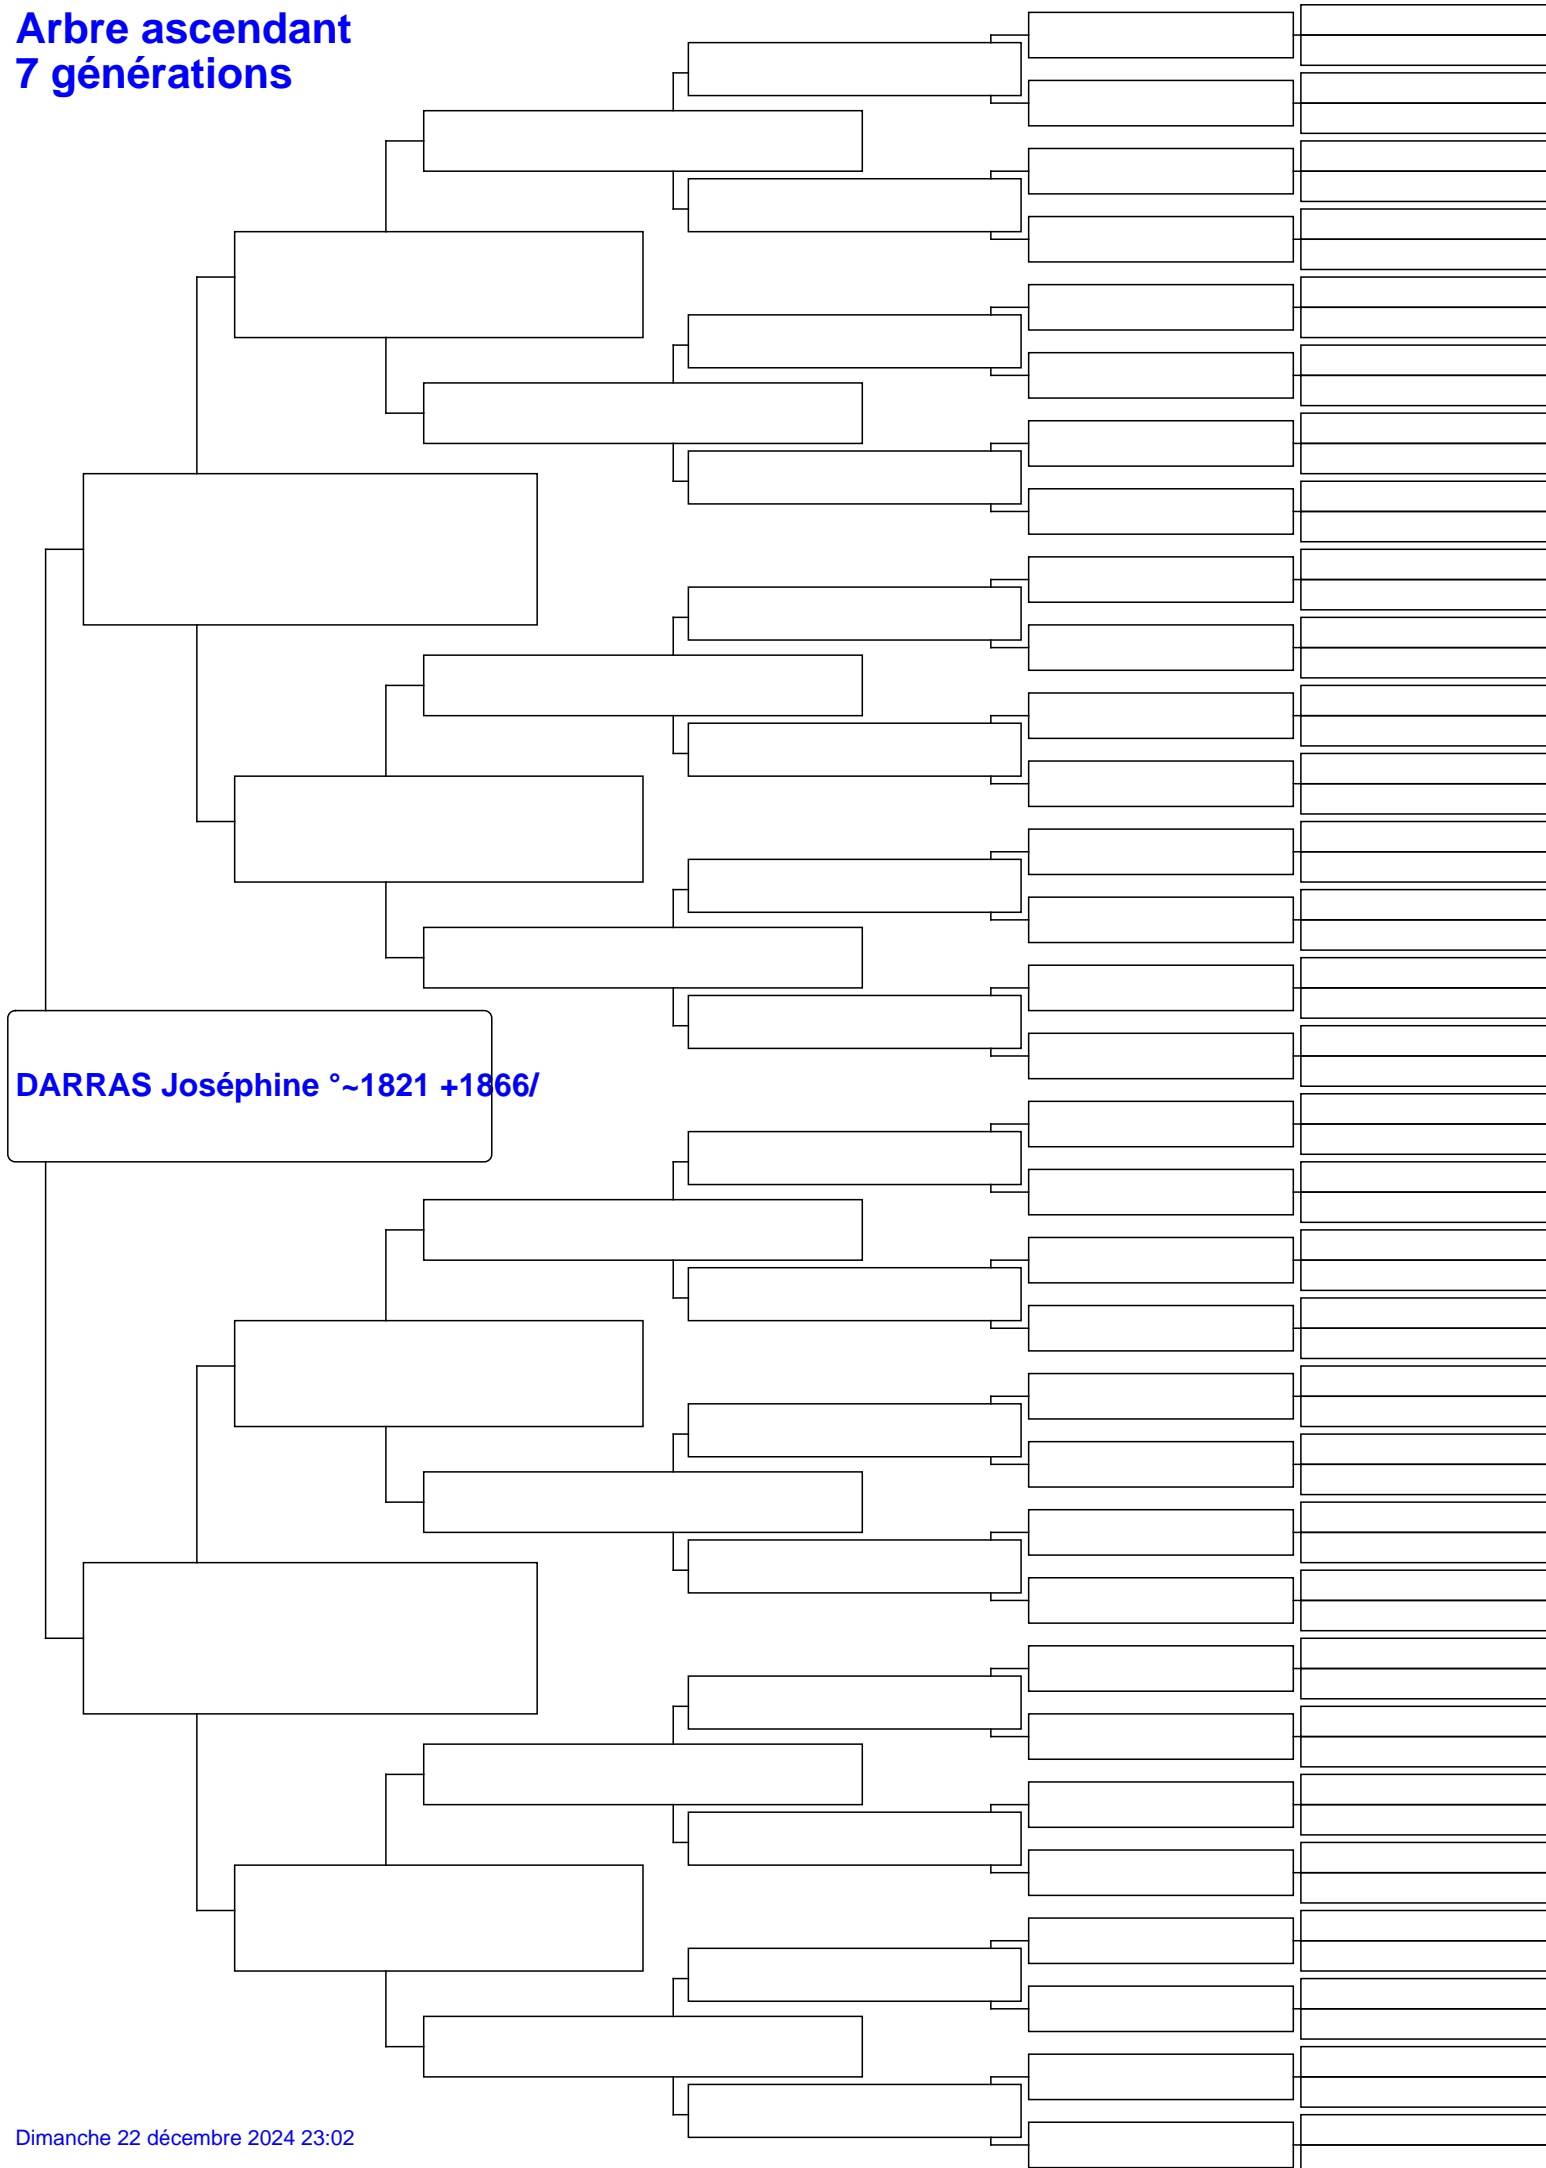 Arbre ascendant
7 générations
DARRAS Joséphine °~1821 +1866/
Dimanche 22 décembre 2024 23:02